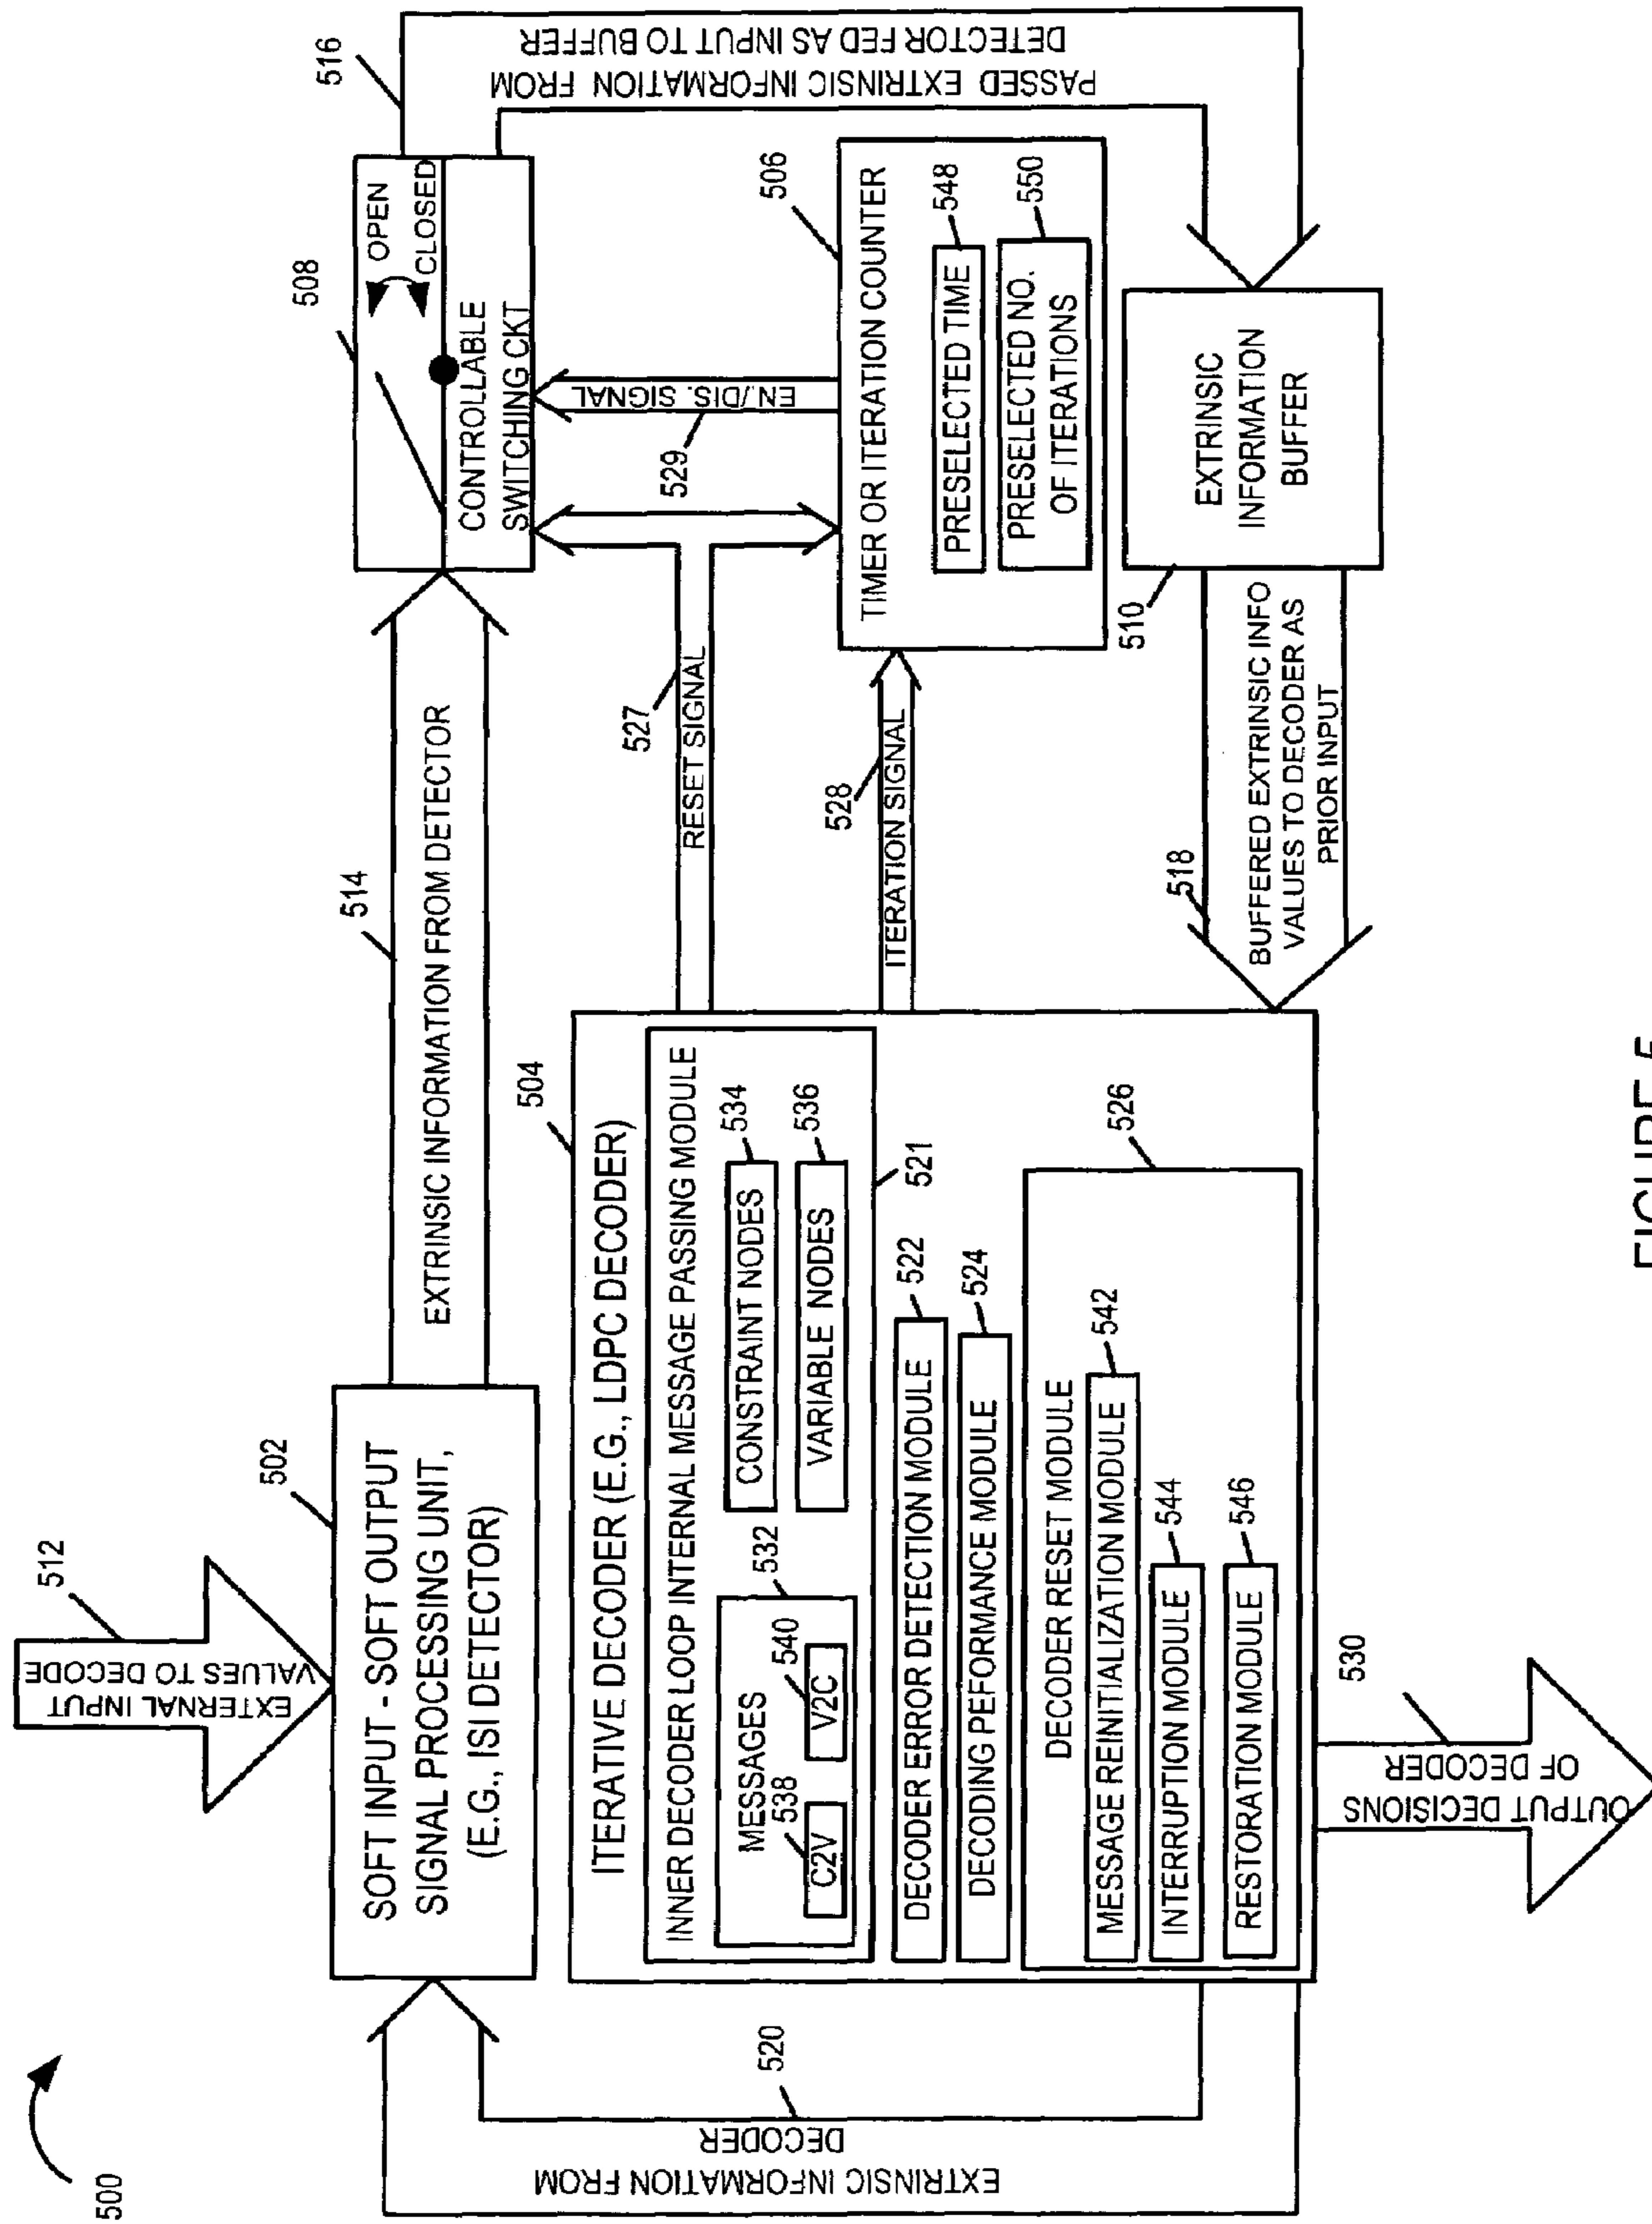 500
512
EXTERNAL INPUT
VALUES TO DECODE
502
SOFT INPUT - SOFT OUTPUT
SIGNAL PROCESSING UNIT,
(E.G., ISI DETECTOR)
514
EXTRINSIC INFORMATION FROM DETECTOR
508
OPEN
CLOSED
CONTROLLABLE
SWITCHING CKT
516
PASSED EXTRINSIC INFORMATION FROM
DETECTOR FED AS INPUT TO BUFFER
EXTRINSIC INFORMATION FROM
DECODER
520
504
ITERATIVE DECODER (E.G., LDPC DECODER)
INNER DECODER LOOP INTERNAL MESSAGE PASSING MODULE
MESSAGES
532
538
540
C2V
V2C
CONSTRAINT NODES
534
VARIABLE NODES
536
521
DECODER ERROR DETECTION MODULE
522
DECODING PEFORMANCE MODULE
524
526
DECODER RESET MODULE
MESSAGE REINITIALIZATION MODULE
542
INTERRUPTION MODULE
544
RESTORATION MODULE
546
527
RESET SIGNAL
529
EN./DIS. SIGNAL
528
ITERATION SIGNAL
506
TIMER OR ITERATION COUNTER
PRESELECTED TIME
548
PRESELECTED NO.
OF ITERATIONS
550
510
EXTRINSIC
INFORMATION
BUFFER
518
BUFFERED EXTRINSIC INFO
VALUES TO DECODER AS
PRIOR INPUT
530
OUTPUT DECISIONS
OF DECODER
FIGURE 5